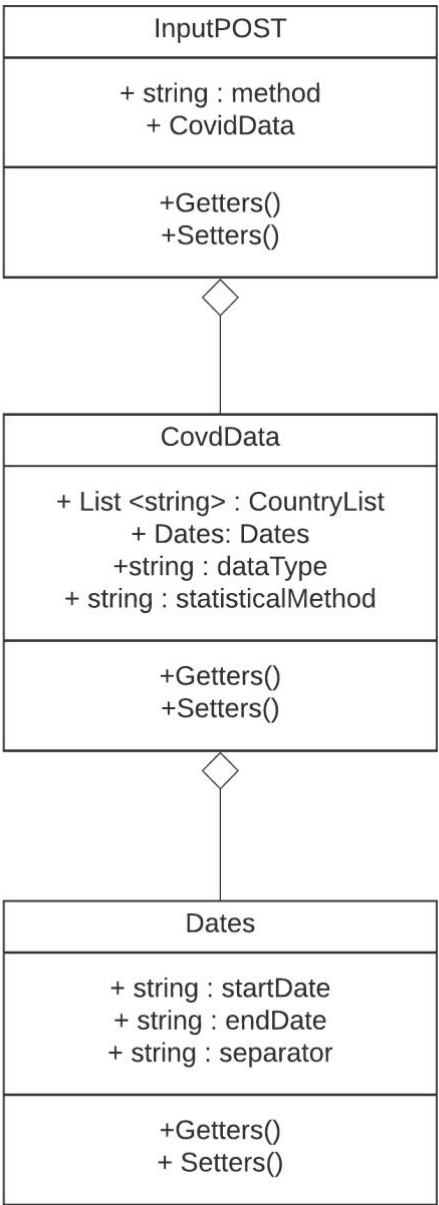 InputPOST
+ string : method
+ CovidData
+Getters()
+Setters()
CovdData
+ List <string> : CountryList
+ Dates: Dates
+string : dataType
+ string : statisticalMethod
+Getters()
+Setters()
Dates
+ string : startDate
+ string : endDate
+ string : separator
+Getters()
+ Setters()